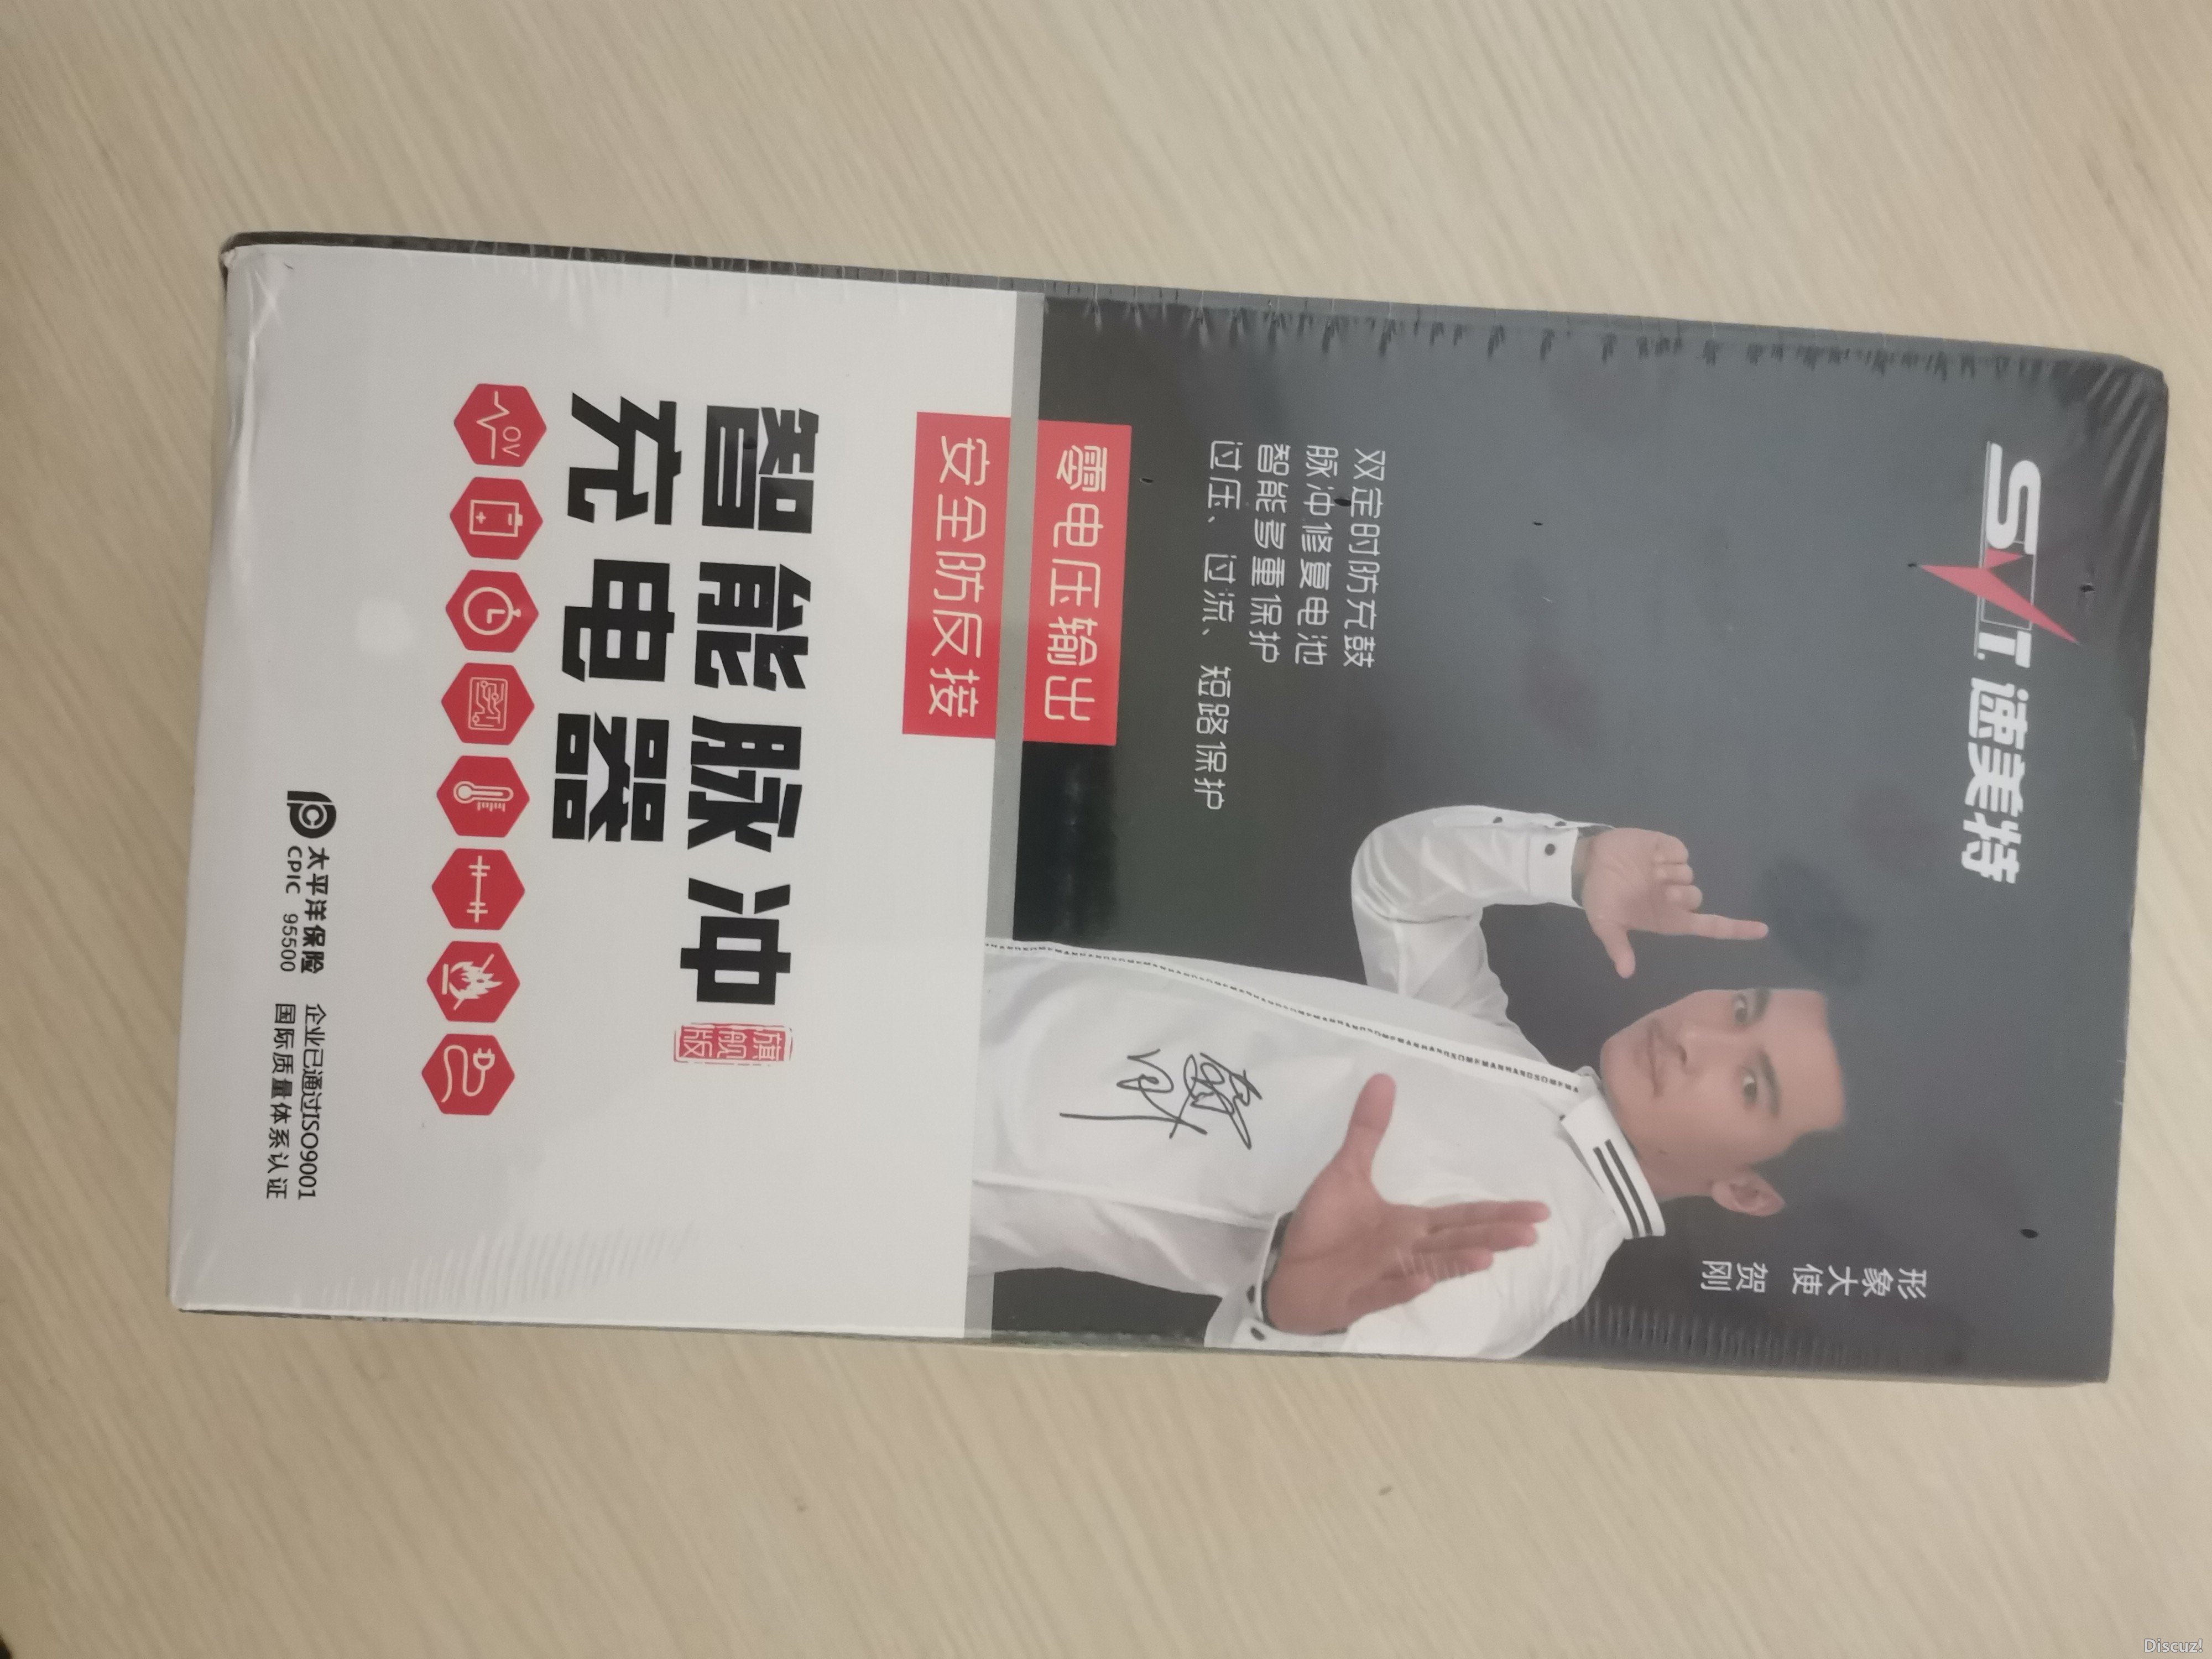 SMT. 速美特
形象大使
贺刚
双定时防充鼓
脉冲修复电池
智能多重保护
过压、过流、短路保护
零电压输出
安全防反接
智能脉冲
充电器
旗舰版
0V
太平洋保险
CPIC 95500
企业已通过ISO9001
国际质量体系认证
Discuz!